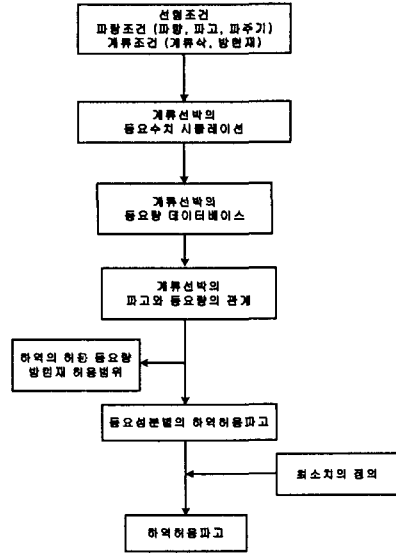 선형조건
파랑조건 (파향, 파고, 파주기)
계류조건 (계류삭, 방현재)
계류선박의
동요수치 시뮬레이션
계류선박의
동요량 데이터베이스
계류선박의
파고와 동요량의 관계
하역의 허용 동요량
방현재 허용범위
동요성분별의 하역허용파고
최소치의 정의
하역허용파고